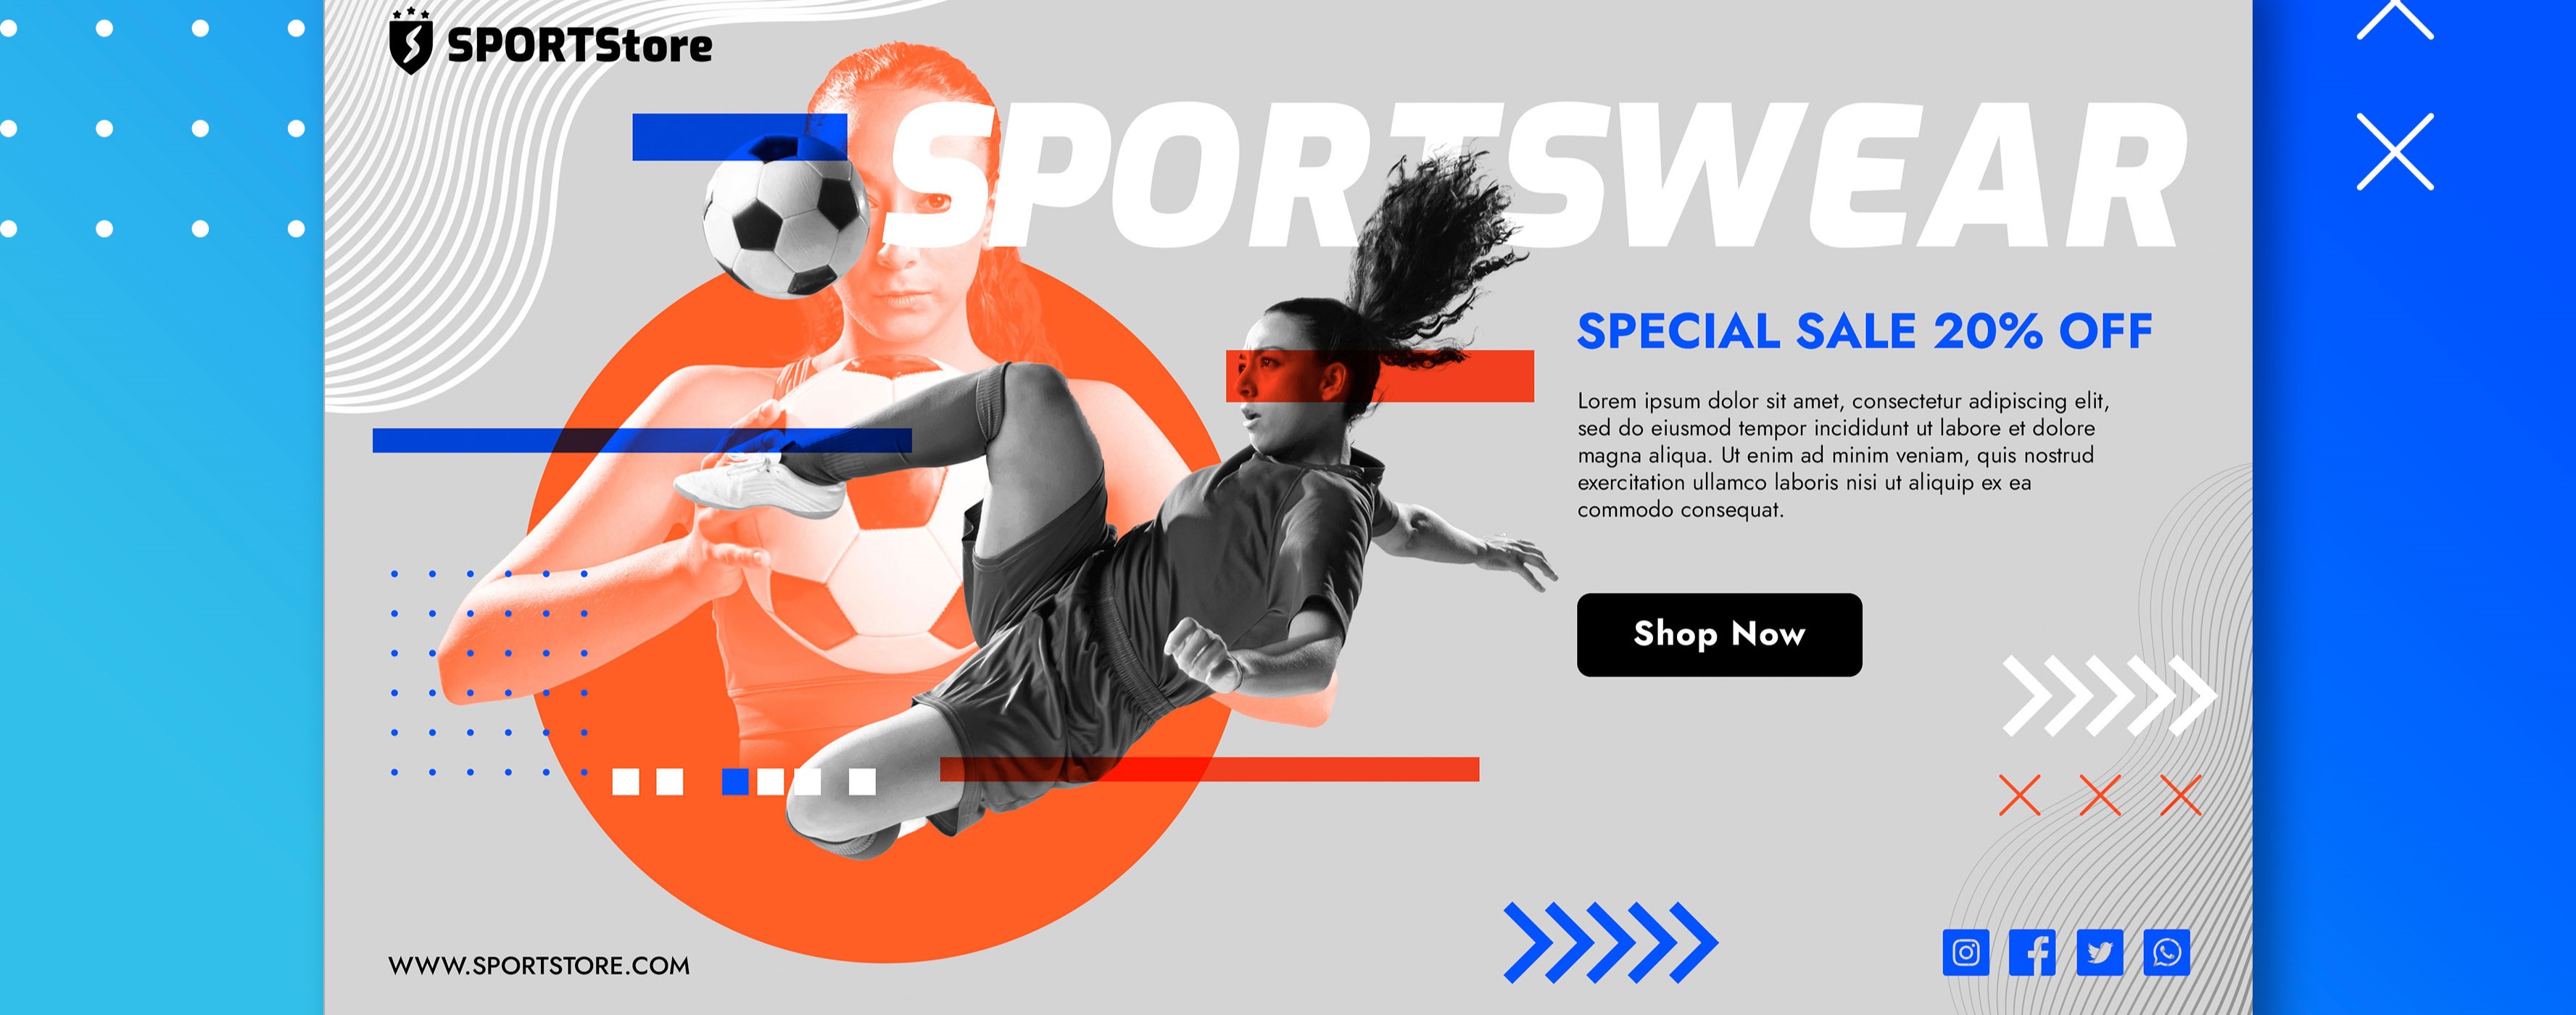 SPORTStore
SPORTSWEAR
SPECIAL SALE 20% OFF
Lorem ipsum dolor sit amet, consectetur adipiscing elit,
sed do eiusmod tempor incididunt ut labore et dolore
magna aliqua. Ut enim ad minim veniam, quis nostrud
exercitation ullamco laboris nisi ut aliquip ex ea
commodo consequat.
Shop Now
WWW.SPORTSTORE.COM